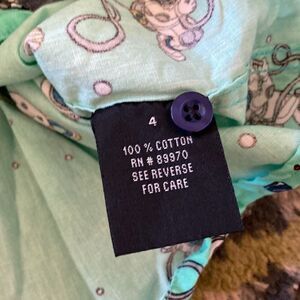 4
100 % COTTON
RN # 89970
SEE REVERSE
FOR CARE